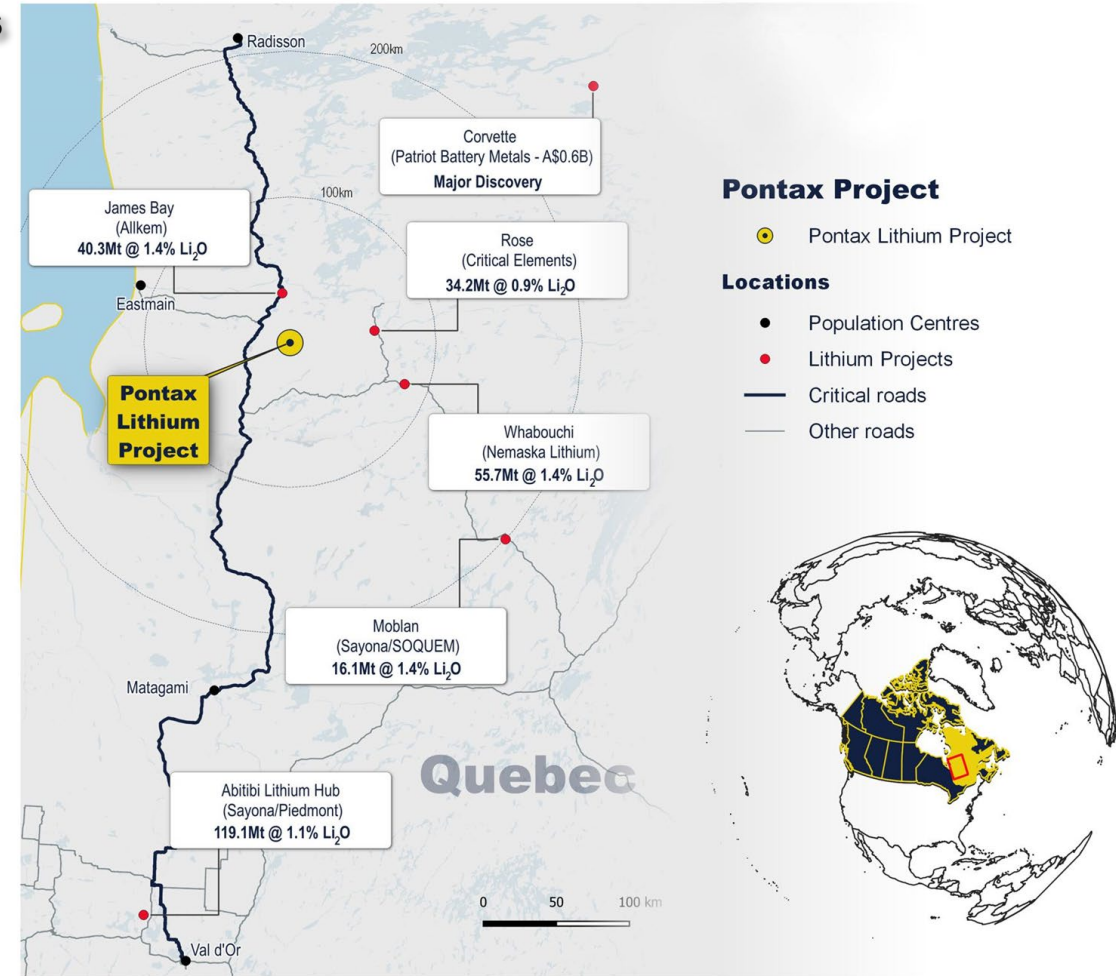 Radisson
200km
Corvette
(Patriot Battery Metals - A$0.6B)
Major Discovery
100km
James Bay
(Allkem)
40.3Mt @ 1.4% Li₂O
Rose
(Critical Elements)
34.2Mt @ 0.9% Li₂O
Eastmain
Pontax
Lithium
Project
Whabouchi
(Nemaska Lithium)
55.7Mt @ 1.4% Li₂O
Moblan
(Sayona/SOQUEM)
16.1Mt @ 1.4% Li₂O
Matagami
Quebec
Abitibi Lithium Hub
(Sayona/Piedmont)
119.1Mt @ 1.1% Li₂O
0 50 100 km
Val d'Or
Pontax Project
Pontax Lithium Project
Locations
Population Centres
Lithium Projects
Critical roads
Other roads